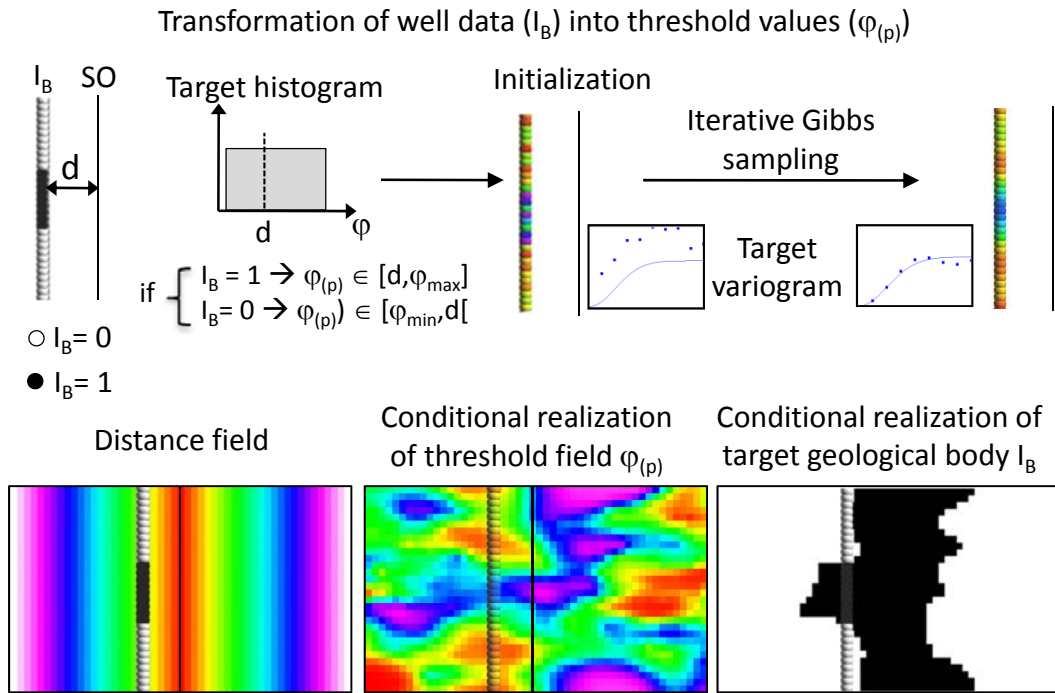 Transformation of well data (I_B) into threshold values (φ_(p))
I_B SO
d
Target histogram
φ
d
if
I_B = 1 → φ_(p) ∈ [d,φ_max]
I_B= 0 → φ_(p)) ∈ [φ_min,d[
Initialization
Iterative Gibbs
sampling
Target
variogram
○ I_B= 0
● I_B= 1
Distance field
Conditional realization
of threshold field φ_(p)
Conditional realization of
target geological body I_B